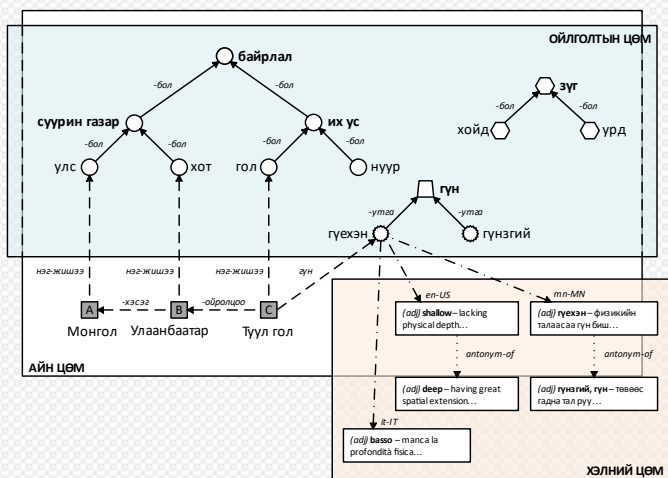 ОЙЛГОЛТЫН ЦӨМ
байрлал
-бол
-бол
зүг
-бол
-бол
суурин газар
их ус
хойд
урд
-бол
-бол
-бол
-бол
улс
хот
гол
нуур
гүн
-утга
-утга
гүехэн
гүнзгий
нэг-жишээ
нэг-жишээ
нэг-жишээ
гүн
en-US
mn-MN
A
-хэсэг
B
-ойролцоо
C
Монгол
Улаанбаатар
Туул гол
(adj) shallow– lacking
physical depth…
(adj) гүехэн – физикийн
талаасаа гүн биш…
antonym-of
antonym-of
АЙН ЦӨМ
(adj) deep – having great
spatial extension…
(adj) гүнзгий, гүн – төвөөс
гадна тал руу…
it-IT
(adj) basso – manca la
profondità fisica…
ХЭЛНИЙ ЦӨМ